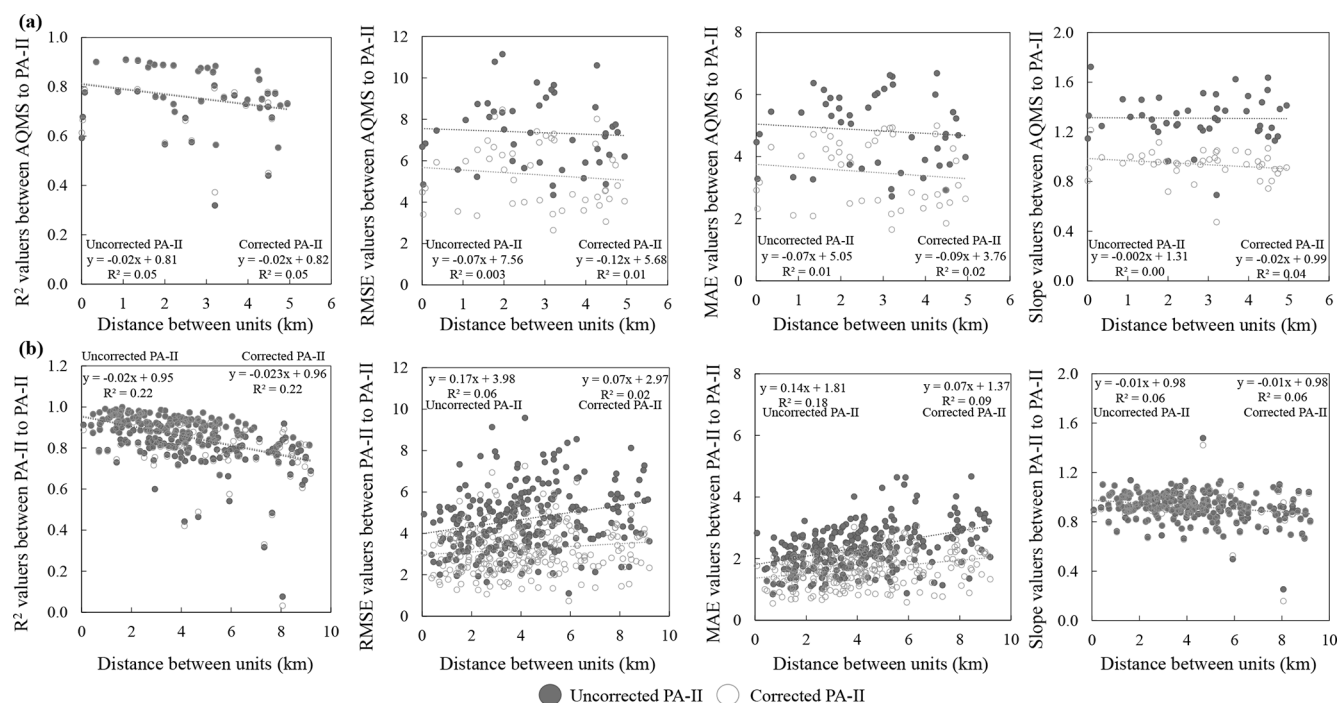 (a)
R² valuers between AQMS to PA-II
1.0
0.8
0.6
0.4
0.2
0.0
Uncorrected PA-II
y = -0.02x + 0.81
R² = 0.05
Corrected PA-II
y = -0.02x + 0.82
R² = 0.05
0 1 2 3 4 5 6
Distance between units (km)
RMSE valuers between AQMS to PA-II
12
10
8
6
4
2
0
Uncorrected PA-II
y = -0.07x + 7.56
R² = 0.003
Corrected PA-II
y = -0.12x + 5.68
R² = 0.01
0 1 2 3 4 5 6
Distance between units (km)
MAE valuers between AQMS to PA-II
8
6
4
2
0
Uncorrected PA-II
y = -0.07x + 5.05
R² = 0.01
Corrected PA-II
y = -0.09x + 3.76
R² = 0.02
0 1 2 3 4 5 6
Distance between units (km)
Slope valuers between AQMS to PA-II
2.0
1.6
1.2
0.8
0.4
0.0
Uncorrected PA-II
y = -0.002x + 1.31
R² = 0.00
Corrected PA-II
y = -0.02x + 0.99
R² = 0.04
0 1 2 3 4 5 6
Distance between units (km)
(b)
R² valuers between PA-II to PA-II
1.2
1.0
0.8
0.6
0.4
0.2
0.0
Uncorrected PA-II
y = -0.02x + 0.95
R² = 0.22
Corrected PA-II
y = -0.023x + 0.96
R² = 0.22
0 2 4 6 8 10
Distance between units (km)
RMSE valuers between PA-II to PA-II
12
10
8
6
4
2
0
y = 0.17x + 3.98
R² = 0.06
Uncorrected PA-II
y = 0.07x + 2.97
R² = 0.02
Corrected PA-II
0 2 4 6 8 10
Distance between units (km)
MAE valuers between PA-II to PA-II
8
6
4
2
0
y = 0.14x + 1.81
R² = 0.18
Uncorrected PA-II
y = 0.07x + 1.37
R² = 0.09
Corrected PA-II
0 2 4 6 8 10
Distance between units (km)
Slope valuers between PA-II to PA-II
2.0
1.6
1.2
0.8
0.4
0.0
y = -0.01x + 0.98
R² = 0.06
Uncorrected PA-II
y = -0.01x + 0.98
R² = 0.06
Corrected PA-II
0 2 4 6 8 10
Distance between units (km)
Uncorrected PA-II
Corrected PA-II